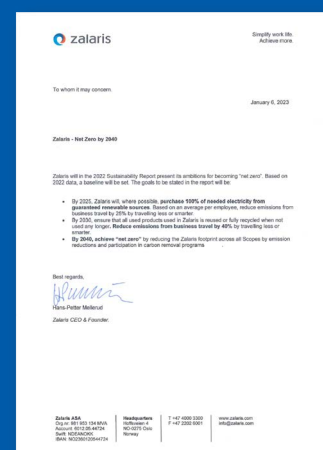 zalaris
Simplify work life.
Achieve more.
To whom it may concern.
January 6, 2023
Zalaris - Net Zero by 2040
Zalaris will in the 2022 Sustainability Report present its ambitions for becoming "net zero". Based on
2022 data, a baseline will be set. The goals to be stated in the report will be:
By 2025, Zalaris will, where possible, purchase 100% of needed electricity from
guaranteed renewable sources. Based on an average per employee, reduce emissions from
business travel by 25% by travelling less or smarter.
By 2030, ensure that all used products used in Zalaris is reused or fully recycled when not
used any longer. Reduce emissions from business travel by 40% by travelling less or
smarter.
By 2040, achieve "net zero" by reducing the Zalaris footprint across all Scopes by emission
reductions and participation in carbon removal programs
Best regards,
Hans-Petter Mellerud
Zalaris CEO & Founder
Zalaris ASA
Headquarters
Norway
www.zalaris.com
info@zalaris.com